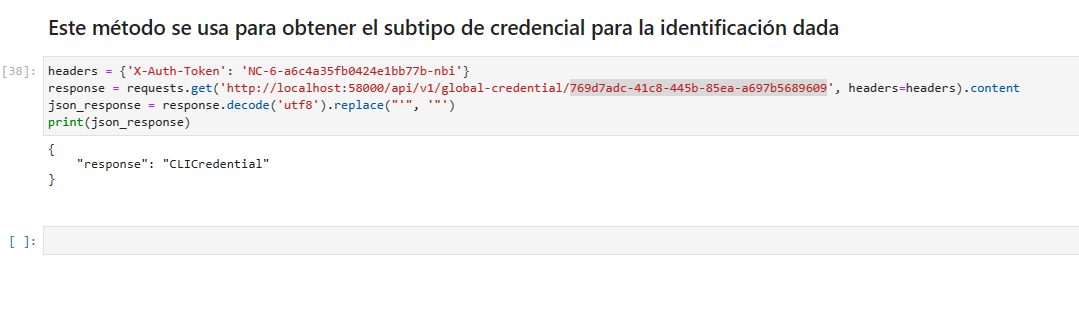 Este método se usa para obtener el subtipo de credencial para la identificación dada
[38]: headers = {'X-Auth-Token': 'NC-6-a6c4a35fb0424e1bb77b-nbi'}
response = requests.get('http://localhost:58000/api/v1/global-credential/769d7adc-41c8-445b-85ea-a697b5689609', headers=headers).content
json_response = response.decode('utf8').replace("'", '"')
print(json_response)
{
    "response": "CLICredential"
}
[ ]: